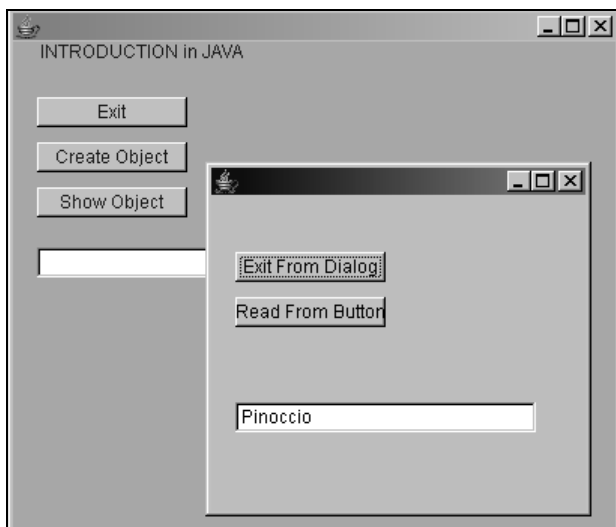 INTRODUCTION in JAVA
Exit
Create Object
Show Object
Exit From Dialog
Read From Button
Pinoccio